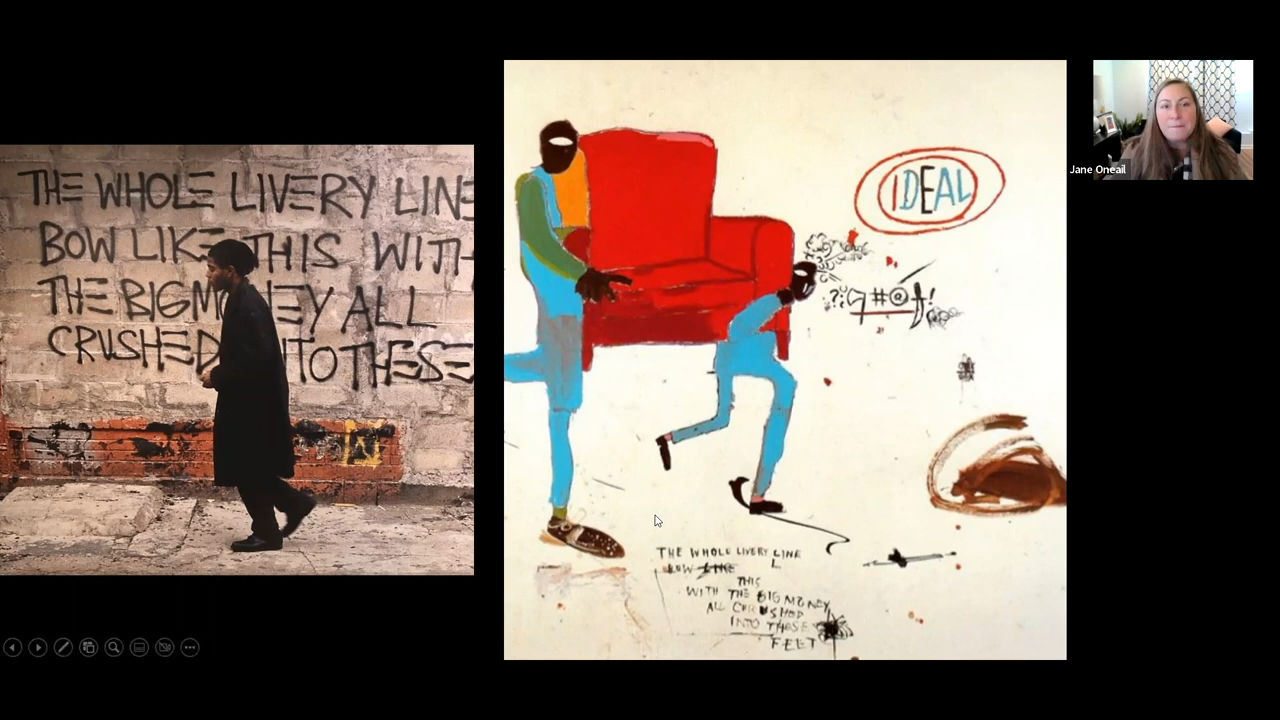 THE WHOLE LIVERY LINE
BOW LIKE THIS WITH
THE BIG MONEY ALL
CRUSHED INTO THESE
IDEAL
?:G#@A!
THE WHOLE LIVERY LINE
BOW LIKE L
THIS
WITH THE BIG MONEY
ALL CRUSHED
INTO THESE
FEET
Jane Oneail